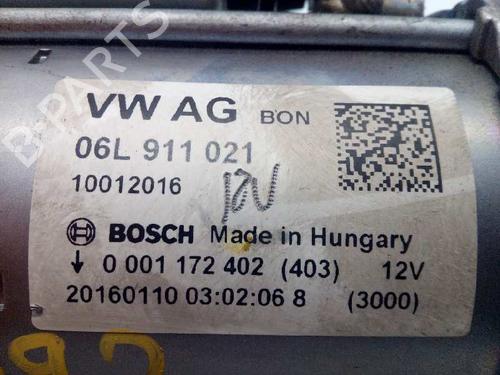 VW AG BON
06L 911 021
10012016
BOSCH Made in Hungary
↓ 0 001 172 402 (403) 12V
20160110 03:02:06 8 (3000)